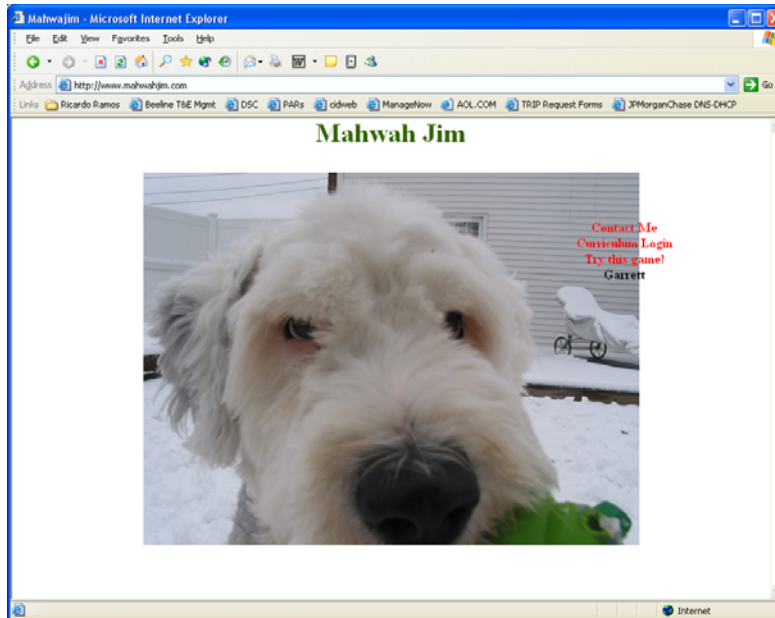 Mahwajim - Microsoft Internet Explorer
File Edit View Favorites Tools Help
Address http://www.mahwahjim.com Go
Links Ricardo Ramos Beeline T&E Mgmt DSC PARs cidweb ManageNow AOL.COM TRIP Request Forms JPMorganChase DNS-DHCP
Mahwah Jim
Contact Me
Curriculum Login
Try this game!
Garrett
Internet